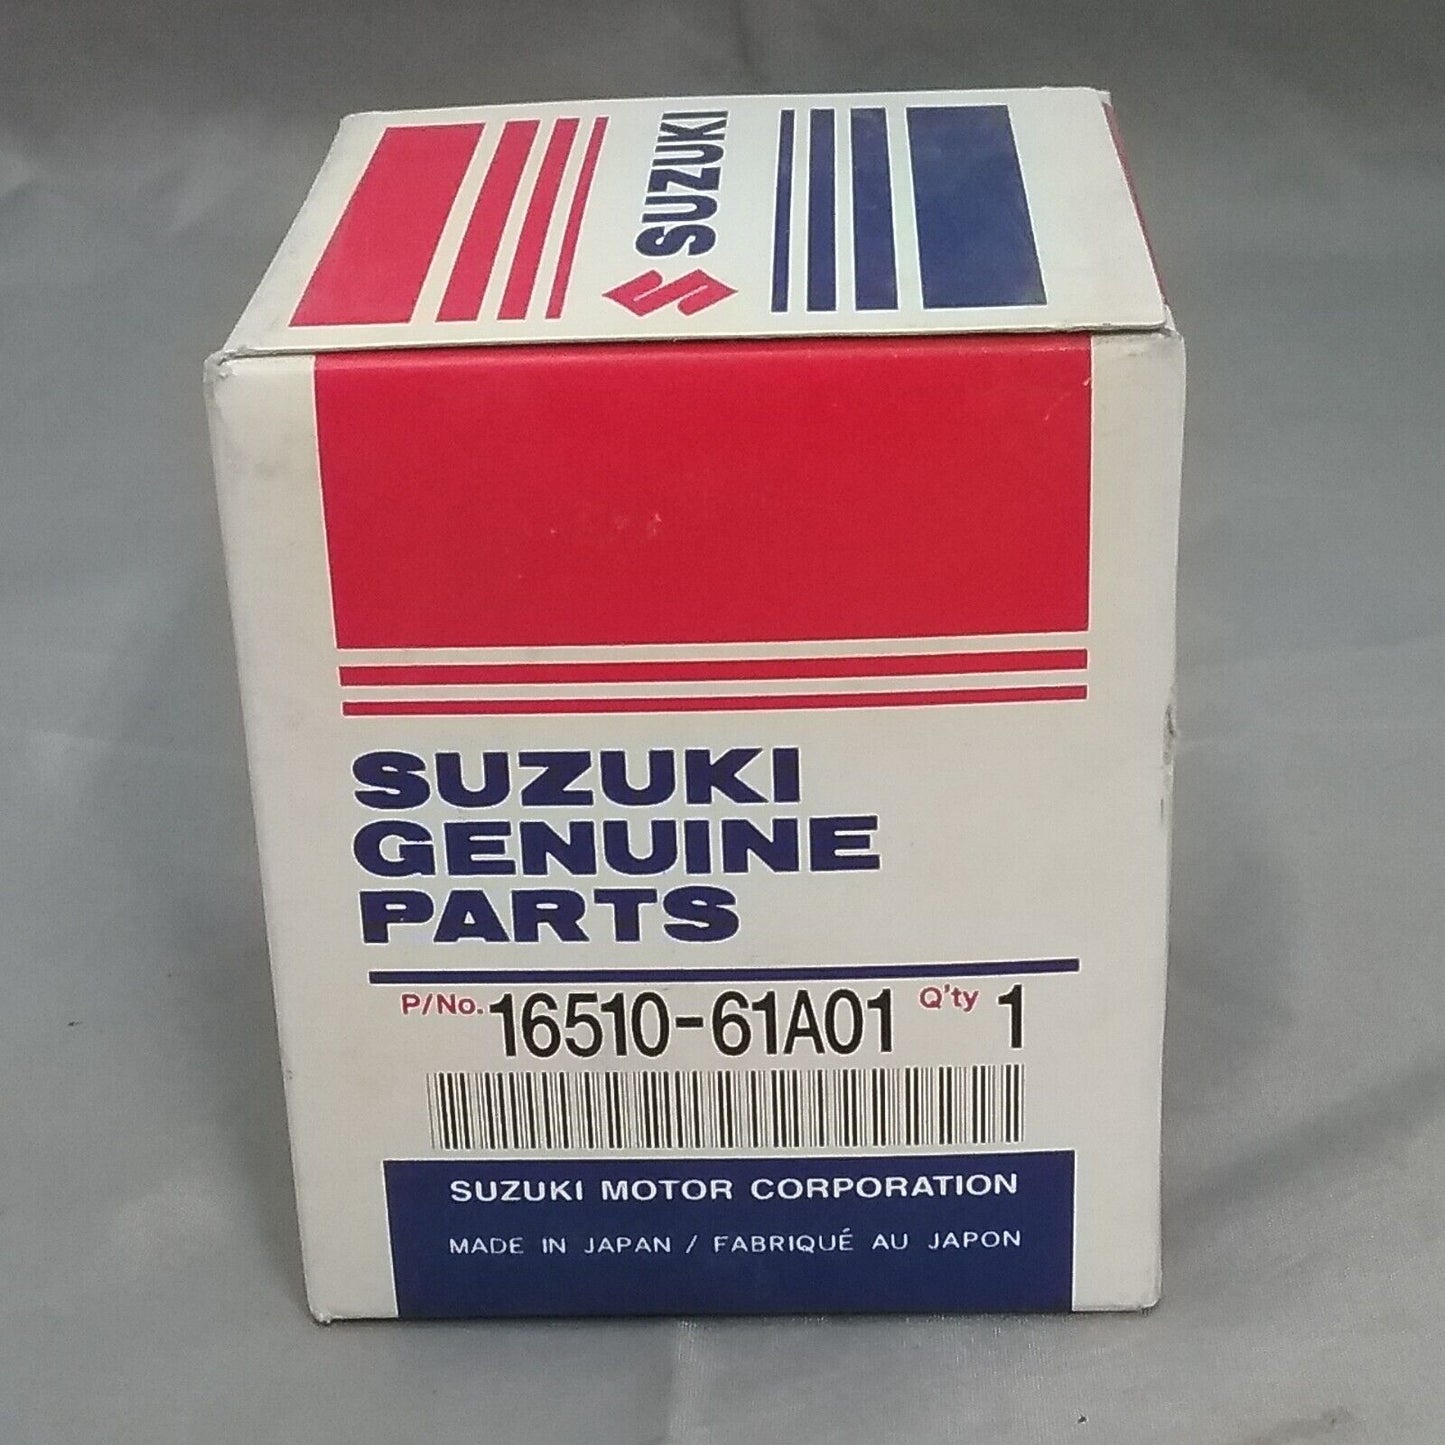 SUZUKI
SUZUKI
GENUINE
PARTS
P/No. 16510-61A01 Q'ty 1
SUZUKI MOTOR CORPORATION
MADE IN JAPAN / FABRIQUÉ AU JAPON